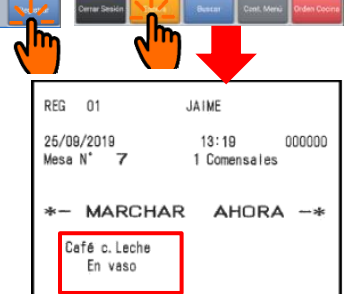 Cerrar Sesión Buscar Cont. Menú Orden Cocina
REG 01 JAIME
25/09/2019 13:19 000000
Mesa N° 7 1 Comensales
*- MARCHAR AHORA -*
Café c.Leche
En vaso